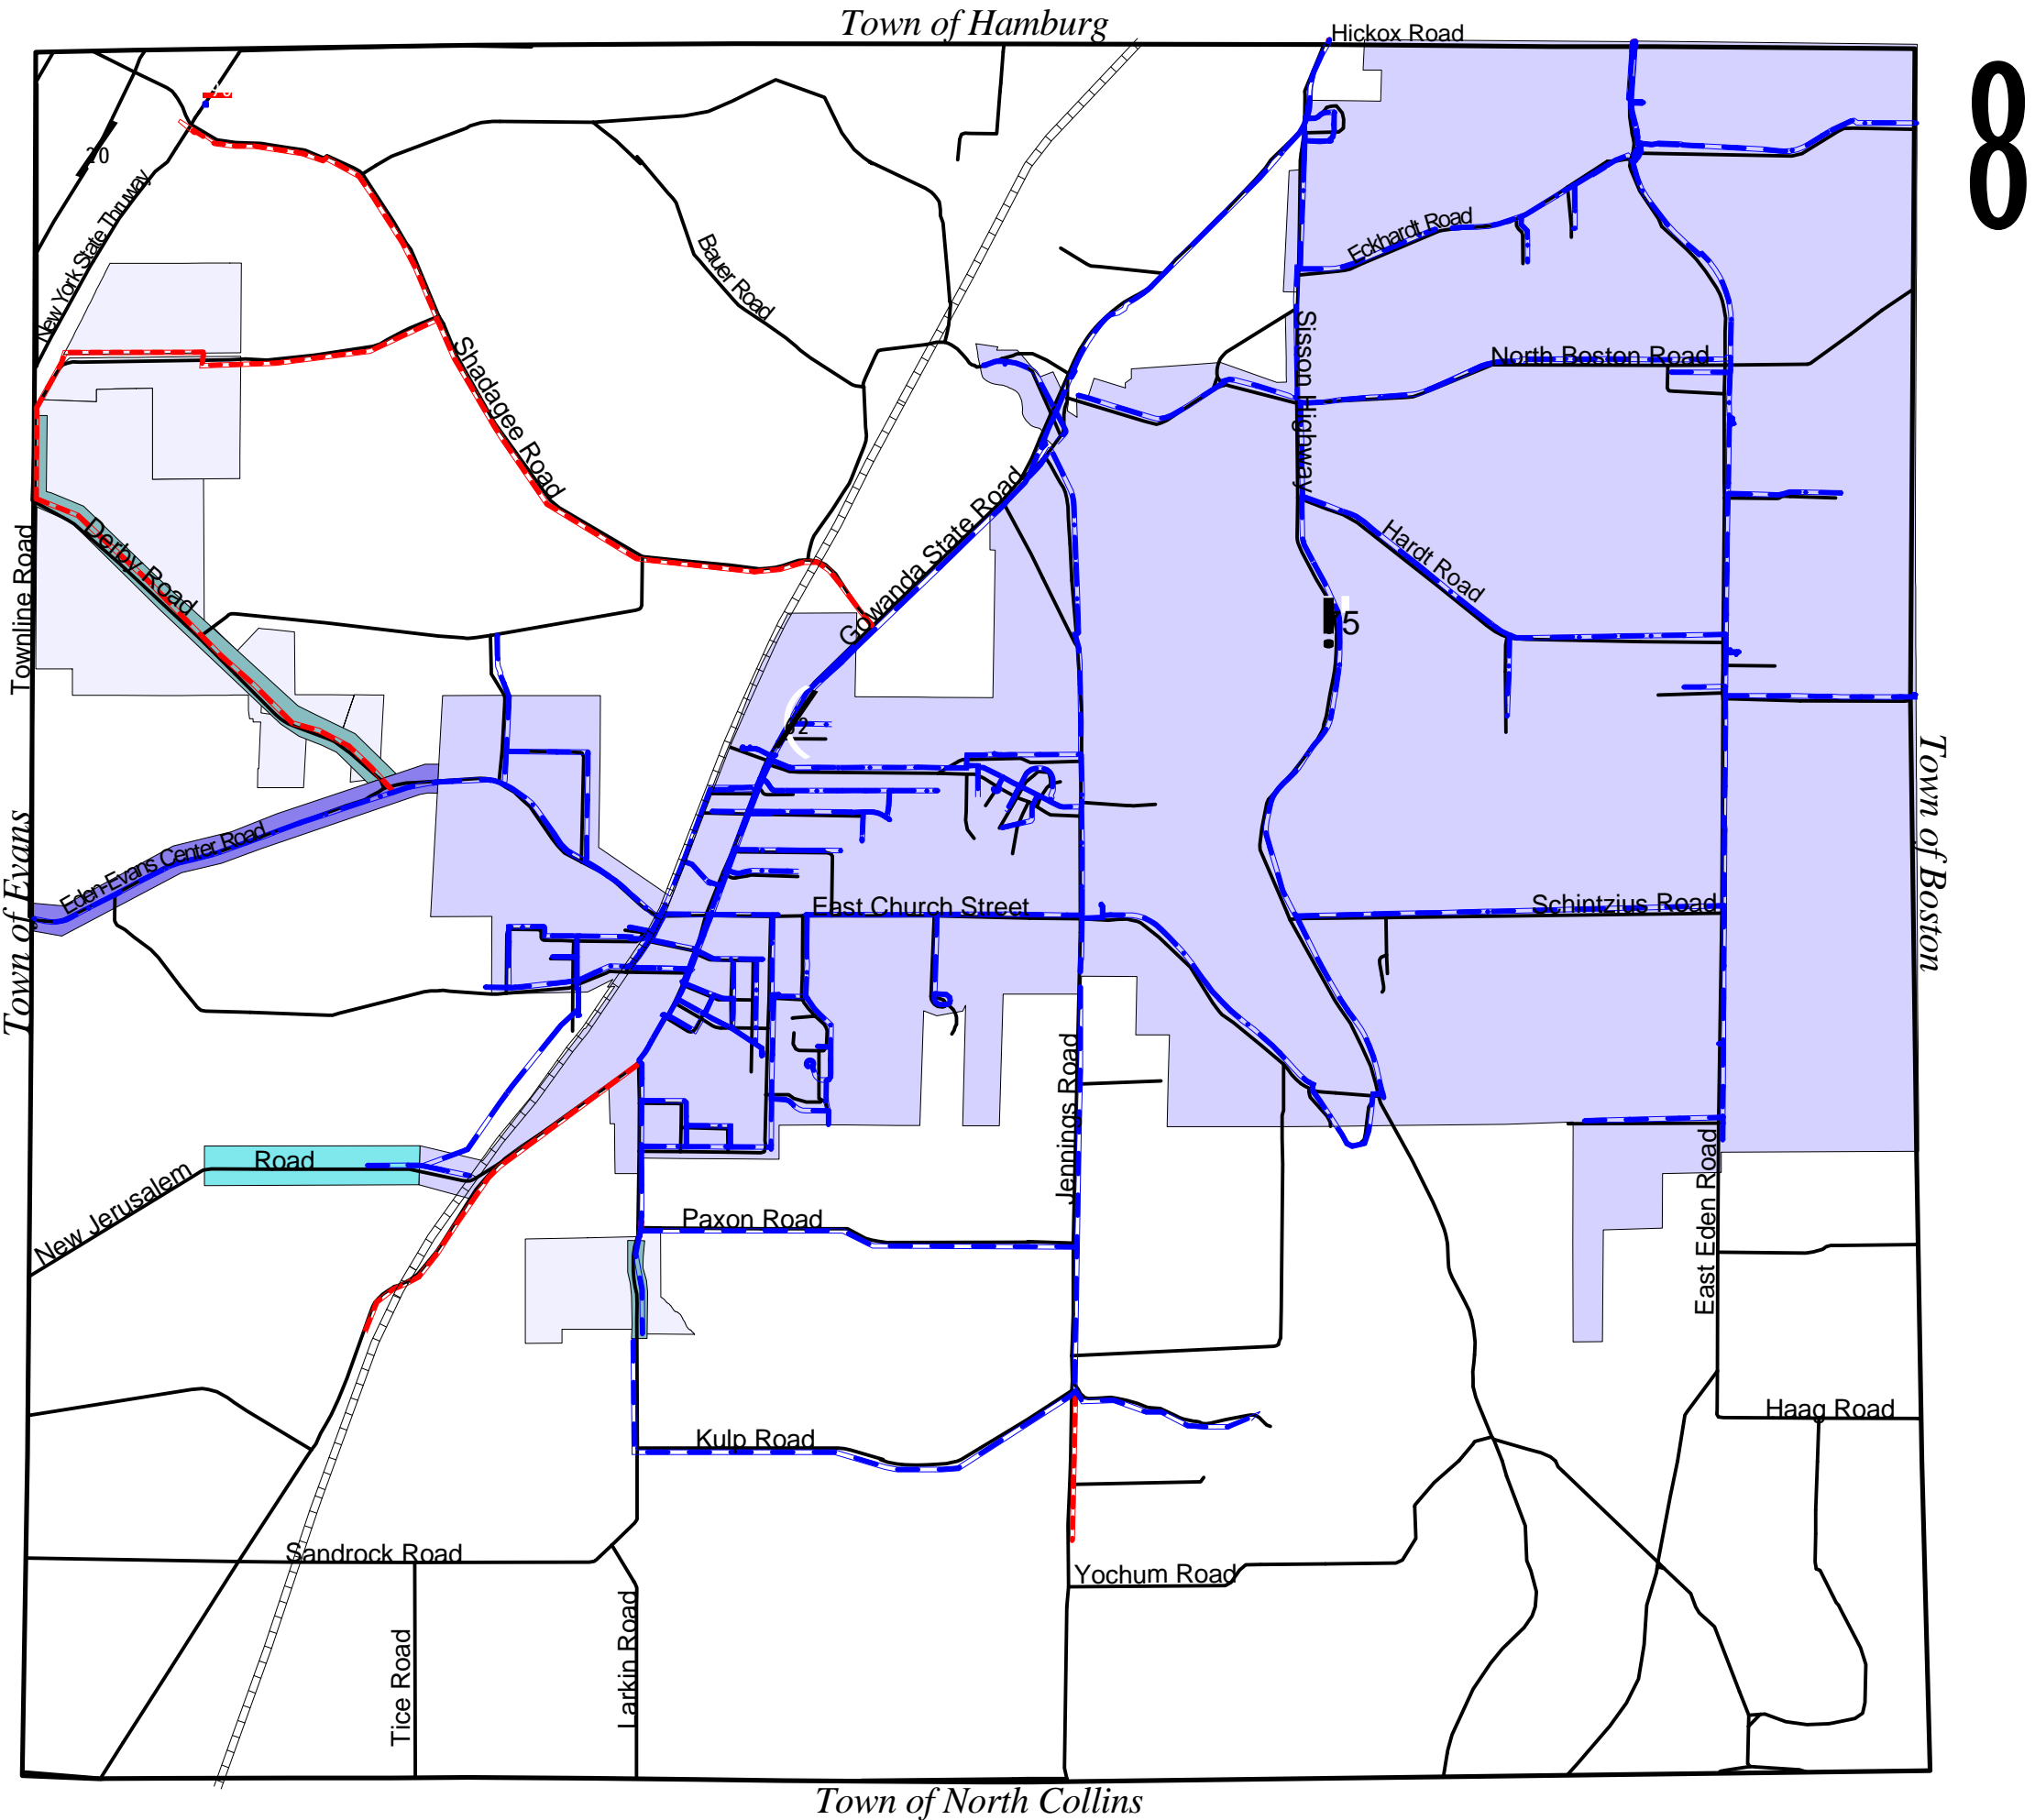 Town of Hamburg
Hickox Road
8
8
20
New York State Thruway
Bauer Road
Eckhardt Road
Sisson Highway
North Boston Road
Shadagee Road
Gowanda State Road
Hardt Road
Derby Road
Townline Road
75
62
Town of Boston
Town of Evans
Eden-Evans Center Road
East Church Street
Schintzius Road
Jennings Road
New Jerusalem
Road
Paxon Road
East Eden Road
Kulp Road
Haag Road
Sandrock Road
Yochum Road
Tice Road
Larkin Road
Town of North Collins